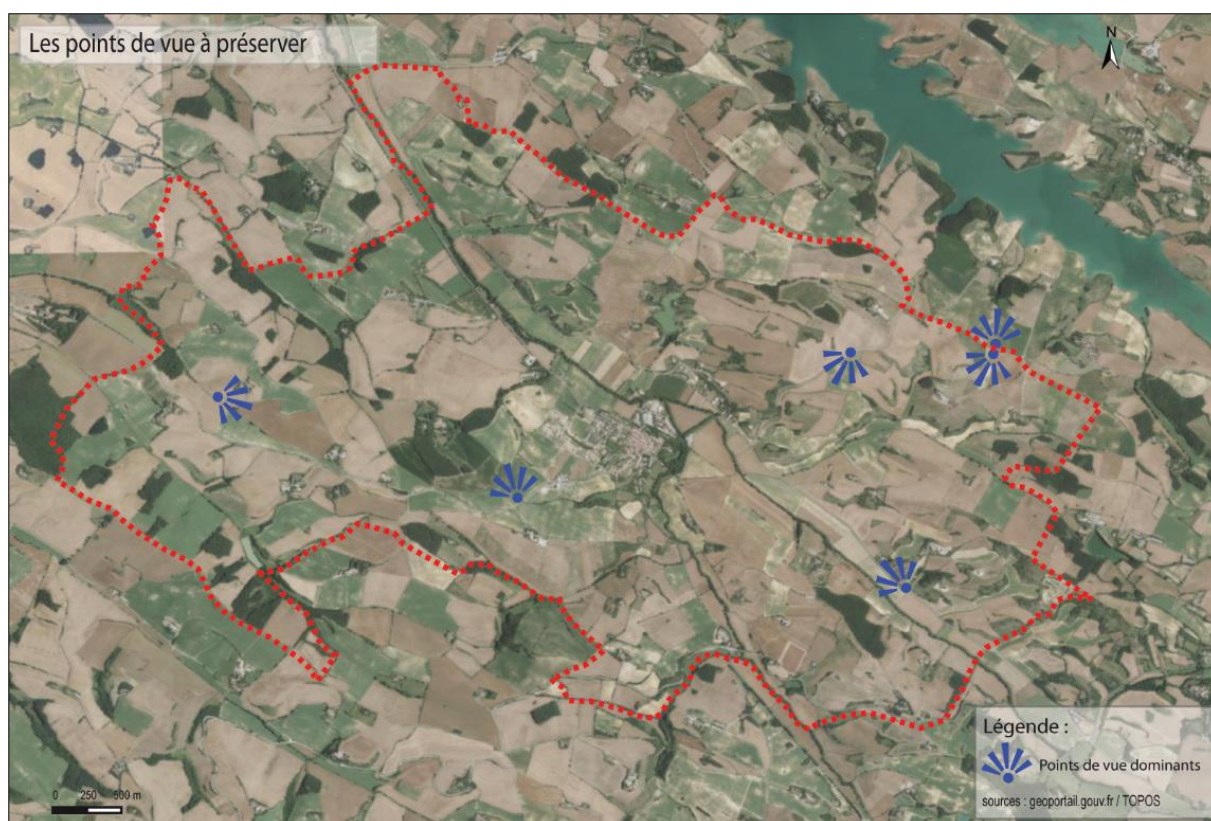 Les points de vue à préserver
N
Légende :
Points de vue dominants
sources : geoportail.gouv.fr / TOPOS
0 250 500 m